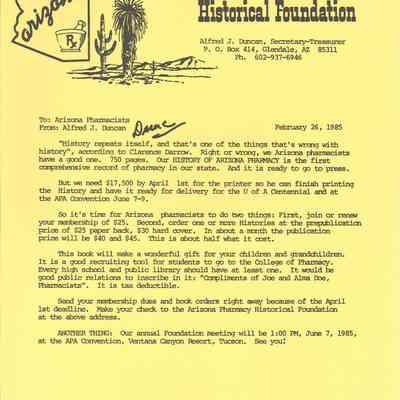 arizona
Rx
Historical Foundation
Alfred J. Duncan, Secretary-Treasurer
P. O. Box 414, Glendale, AZ 85311
Ph. 602-937-6946
To: Arizona Pharmacists
From: Alfred J. Duncan
February 26, 1985
"History repeats itself, and that's one of the things that's wrong with
history", according to Clarence Darrow. Right or wrong, we Arizona pharmacists
have a good one. 750 pages. Our HISTORY OF ARIZONA PHARMACY is the first
comprehensive record of pharmacy in our state. And it is ready to go to press.
But we need $17,500 by April 1st for the printer so he can finish printing
the History and have it ready for delivery for the U of A Centennial and at
the APA Convention June 7-9.
So it's time for Arizona pharmacists to do two things: First, join or renew
your membership of $25. Second, order one or more Histories at the prepublication
price of $25 paper back, $30 hard cover. In about a month the publication
price will be $40 and $45. This is about half what it cost.
This book will make a wonderful gift for your children and grandchildren.
It is a good recruiting tool for students to go to the College of Pharmacy.
Every high school and public library should have at least one. It would be
good public relations to inscribe in it: "Compliments of Joe and Alma Doe,
Pharmacists". It is tax deductible.
Send your membership dues and book orders right away because of the April
1st deadline. Make your check to the Arizona Pharmacy Historical Foundation
at the above address.
ANOTHER THING: Our annual Foundation meeting will be 1:00 PM, June 7, 1985,
at the APA Convention. Ventana Canyon Resort, Tucson. See you!